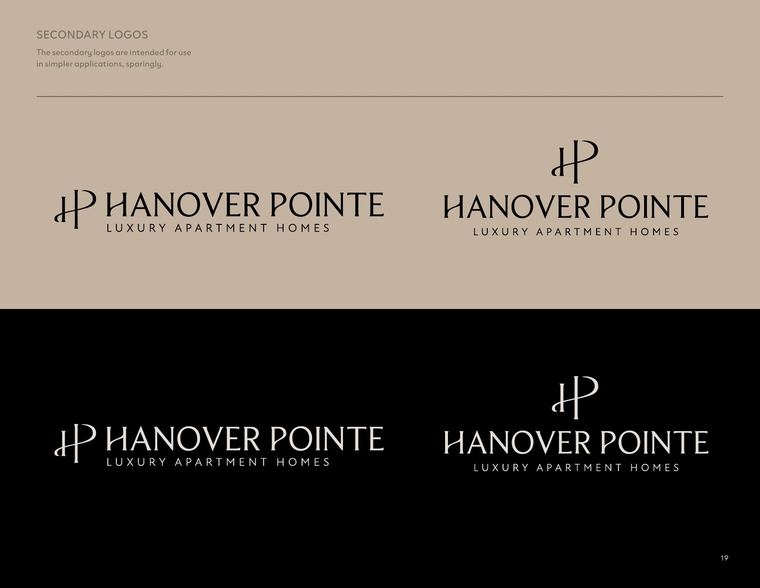 SECONDARY LOGOS
The secondary logos are intended for use
in simpler applications, sparingly.
HP HANOVER POINTE
LUXURY APARTMENT HOMES
HP
HANOVER POINTE
LUXURY APARTMENT HOMES
HP HANOVER POINTE
LUXURY APARTMENT HOMES
HP
HANOVER POINTE
LUXURY APARTMENT HOMES
19